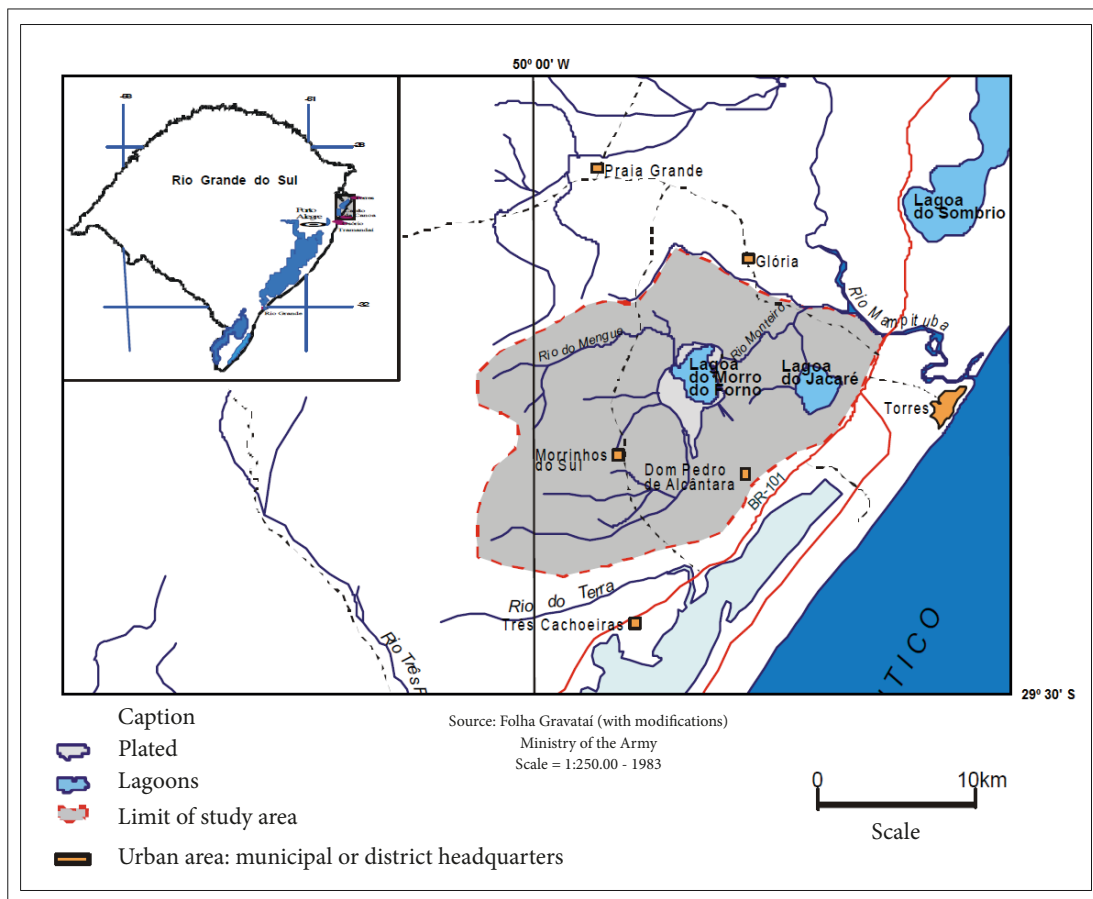 50º 00' W
Rio Grande do Sul
Porto
Alegre
Rio Grande
-32
Praia Grande
Lagoa
do Sombrio
Glória
Rio Mampituba
Rio do Mengue
Rio Monteiro
Lagoa
do Morro
do Forno
Lagoa
do Jacaré
Torres
Morrinhos
do Sul
Dom Pedro
de Alcântara
BR-101
Rio do Terra
Três Cachoeiras
Rio Três F
TICO
29º 30' S
Caption
Plated
Lagoons
Limit of study area
Urban area: municipal or district headquarters
Source: Folha Gravataí (with modifications)
Ministry of the Army
Scale = 1:250.00 - 1983
0 10km
Scale